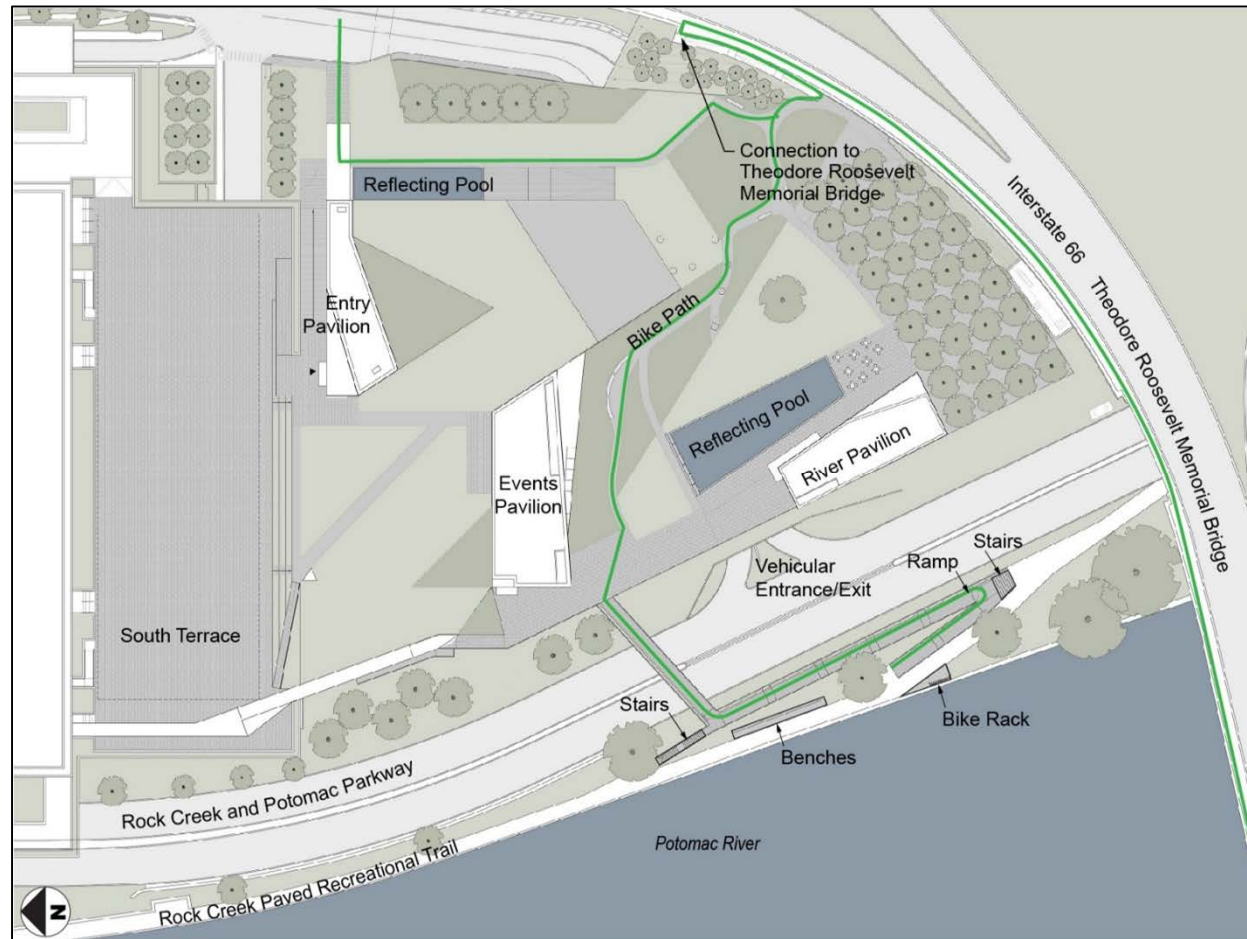 Connection to
Theodore Roosevelt
Memorial Bridge
Reflecting Pool
Interstate 66 Theodore Roosevelt Memorial Bridge
Entry
Pavilion
Bike Path
Reflecting Pool
River Pavilion
Events
Pavilion
Stairs
Ramp
Vehicular
Entrance/Exit
South Terrace
Stairs
Bike Rack
Benches
Rock Creek and Potomac Parkway
Potomac River
Rock Creek Paved Recreational Trail
N